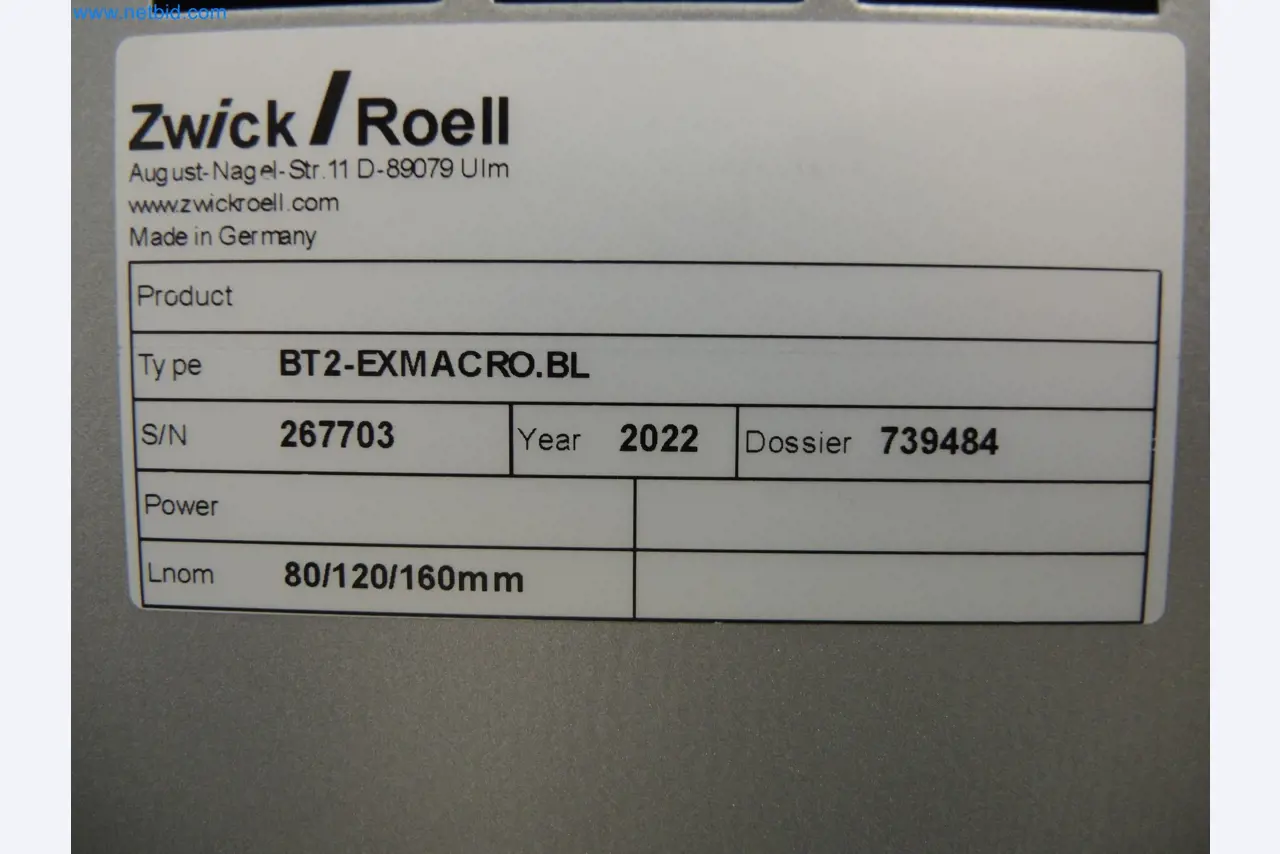 www.netbid.com
Zwick/Roell
August-Nagel-Str.11 D-89079 Ulm
www.zwickroell.com
Made in Germany
Product
Type BT2-EXMACRO.BL
S/N 267703 Year 2022 Dossier 739484
Power
Lnom 80/120/160mm